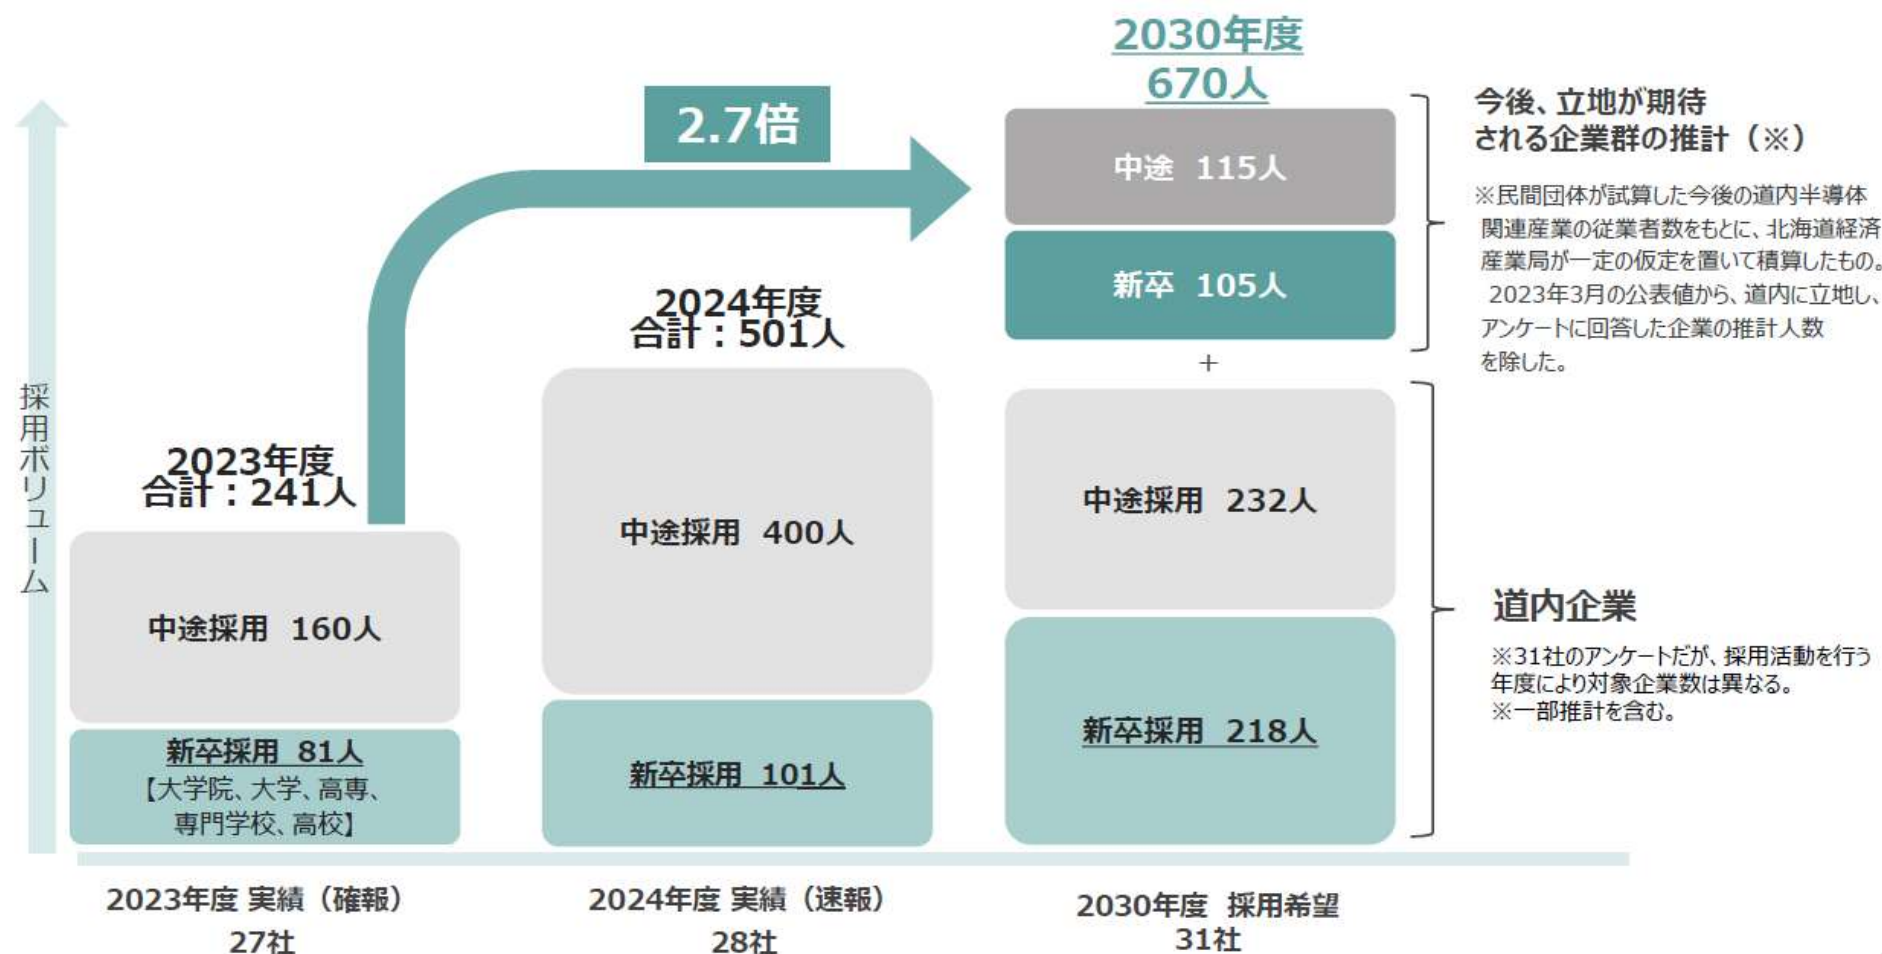 2030年度
670人
2.7倍
今後、立地が期待
される企業群の推計（※）
※民間団体が試算した今後の道内半導体
関連産業の従業者数をもとに、北海道経済
産業局が一定の仮定を置いて積算したもの。
2023年3月の公表値から、道内に立地し、
アンケートに回答した企業の推計人数
を除した。
中途 115人
新卒 105人
+
2024年度
合計：501人
2023年度
合計：241人
採用ボリューム
中途採用 160人
新卒採用 81人
【大学院、大学、高専、
専門学校、高校】
中途採用 400人
新卒採用 101人
中途採用 232人
新卒採用 218人
道内企業
※31社のアンケートだが、採用活動を行う
年度により対象企業数は異なる。
※一部推計を含む。
2023年度 実績（確報）
27社
2024年度 実績（速報）
28社
2030年度 採用希望
31社